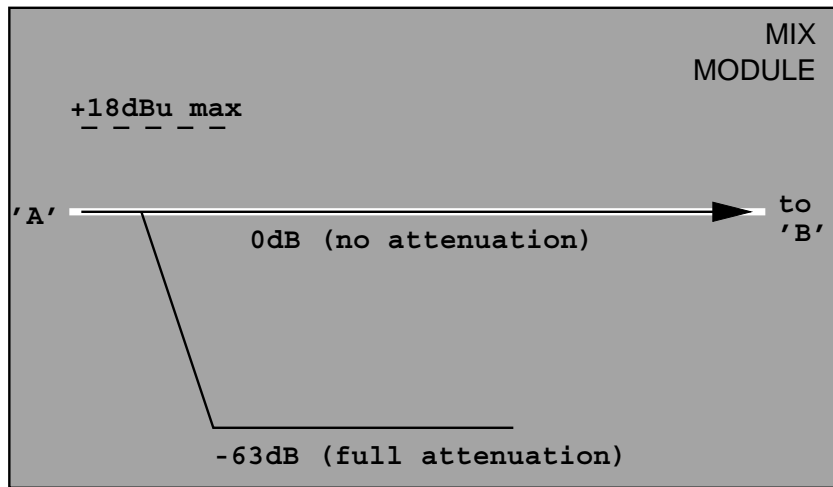 MIX
MODULE
+18dBu max
'A'
to
'B'
0dB (no attenuation)
-63dB (full attenuation)